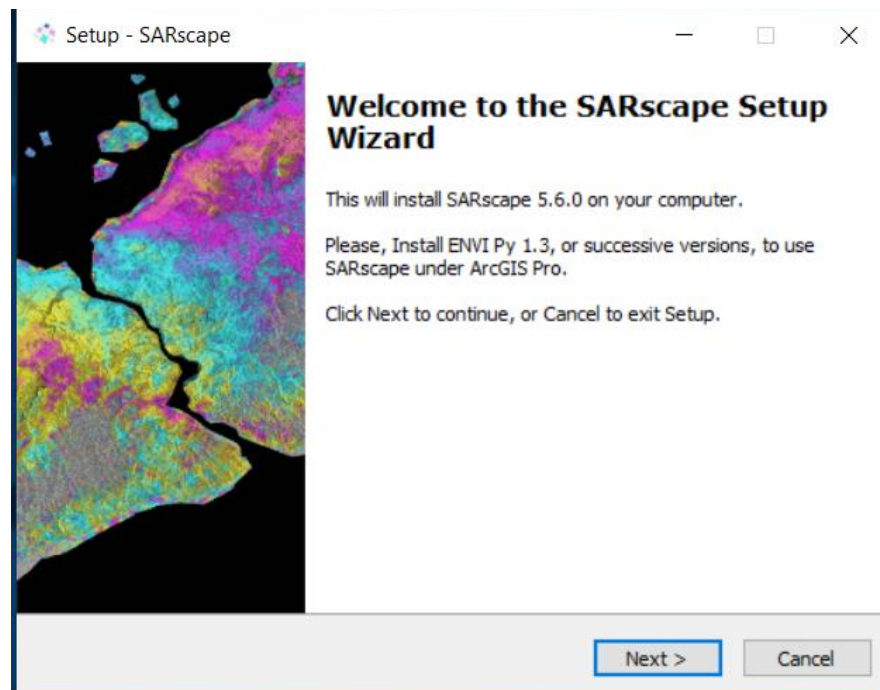 Setup - SARscape
Welcome to the SARscape Setup
Wizard
This will install SARscape 5.6.0 on your computer.
Please, Install ENVI Py 1.3, or successive versions, to use
SARscape under ArcGIS Pro.
Click Next to continue, or Cancel to exit Setup.
Next >
Cancel